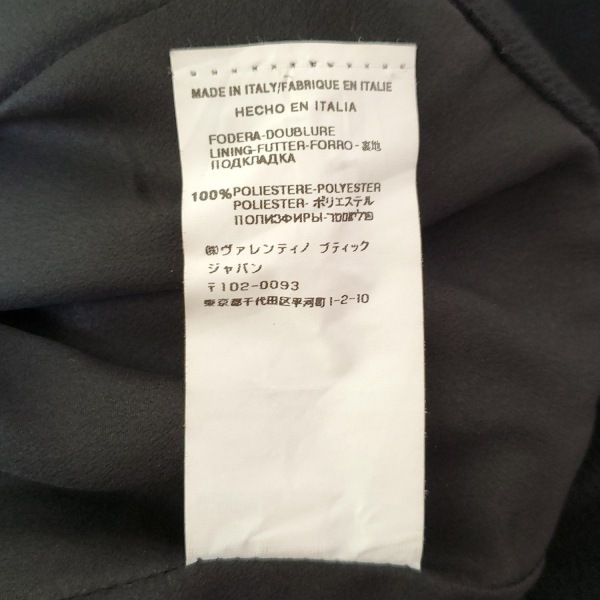 MADE IN ITALY/FABRIQUE EN ITALIE
HECHO EN ITALIA
FODERA-DOUBLURE
LINING-FUTTER-FORRO-裏地
ПОДКЛАДКА
100%POLIESTERE-POLYESTER
POLIESTER-ポリエステル
ПОЛИЭФИРЫ-
㈱ヴァレンティノ ブティック
ジャパン
〒102-0093
東京都千代田区平河町1-2-10